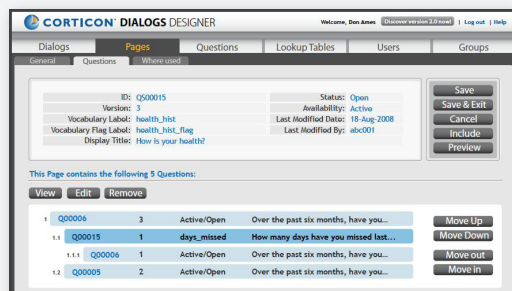 CORTICON® DIALOGS DESIGNER Welcome, Don Ames Discover version 2.0 now! | Log out | Help
Dialogs Pages Questions Lookup Tables Users Groups
General Questions Where used
ID: QS00015 Status: Open Save
Version: 3 Availability: Active Save & Exit
Vocabulary Label: health_hist Last Modified Date: 18-Aug-2008 Cancel
Vocabulary Flag Label: health_hist_flag Last Modified By: abc001 Include
Display Title: How is your health? Preview
This Page contains the following 5 Questions:
View Edit Remove
1 Q00006 3 Active/Open Over the past six months, have you... Move Up
1.1 Q00015 1 days_missed How many days have you missed last... Move Down
1.1.1 Q00006 1 Active/Open Over the past six months, have you... Move out
1.2 Q00005 2 Active/Open Over the past six months, have you... Move in